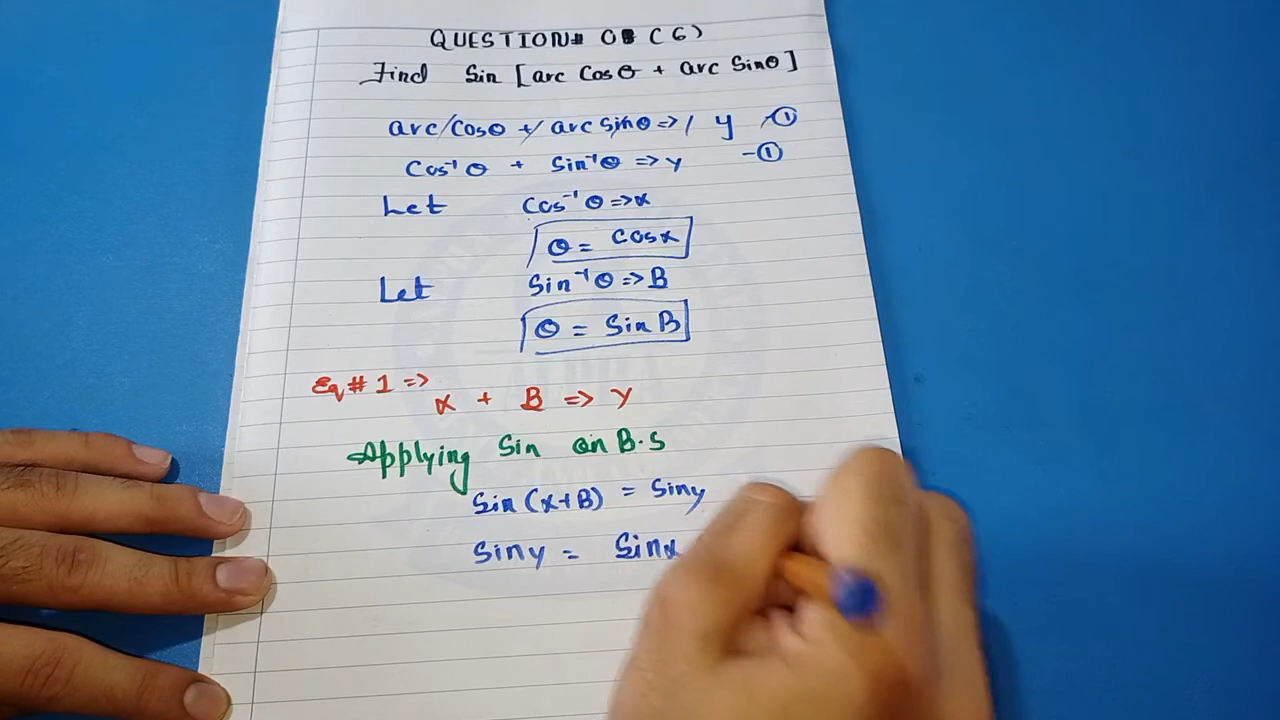 QUESTION# 0 (6)
Find Sin [arc Cosθ + arc Sinθ]
arc/Cosθ + arc sinθ => y ①
Cos⁻¹θ + Sin⁻¹θ => y -①
Let Cos⁻¹θ => α
θ = Cosα
Let Sin⁻¹θ => B
θ = Sin B
Eq # 1 =>
α + B => y
Applying Sin on B.S
Sin (α+B) = Siny
Siny = Sinα